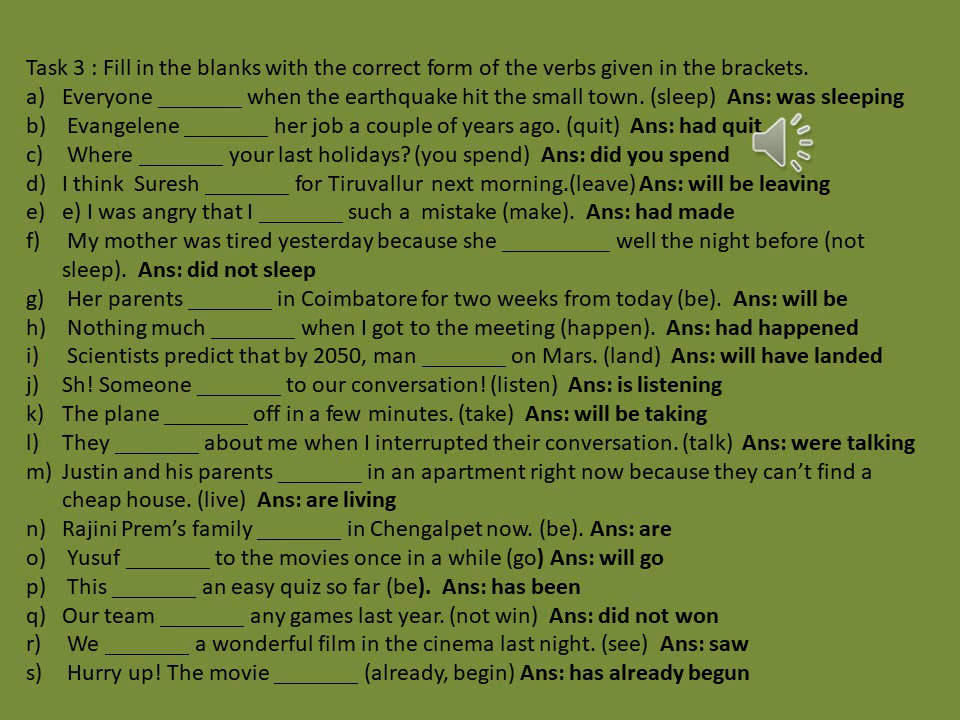 Task 3 : Fill in the blanks with the correct form of the verbs given in the brackets.
a) Everyone _______ when the earthquake hit the small town. (sleep) Ans: was sleeping
b) Evangelene _______ her job a couple of years ago. (quit) Ans: had quit
c) Where _______ your last holidays? (you spend) Ans: did you spend
d) I think Suresh _______ for Tiruvallur next morning.(leave) Ans: will be leaving
e) e) I was angry that I _______ such a mistake (make). Ans: had made
f) My mother was tired yesterday because she _________ well the night before (not
sleep). Ans: did not sleep
g) Her parents _______ in Coimbatore for two weeks from today (be). Ans: will be
h) Nothing much _______ when I got to the meeting (happen). Ans: had happened
i) Scientists predict that by 2050, man _______ on Mars. (land) Ans: will have landed
j) Sh! Someone _______ to our conversation! (listen) Ans: is listening
k) The plane _______ off in a few minutes. (take) Ans: will be taking
l) They _______ about me when I interrupted their conversation. (talk) Ans: were talking
m) Justin and his parents _______ in an apartment right now because they can’t find a
cheap house. (live) Ans: are living
n) Rajini Prem’s family _______ in Chengalpet now. (be). Ans: are
o) Yusuf _______ to the movies once in a while (go) Ans: will go
p) This _______ an easy quiz so far (be). Ans: has been
q) Our team _______ any games last year. (not win) Ans: did not won
r) We _______ a wonderful film in the cinema last night. (see) Ans: saw
s) Hurry up! The movie _______ (already, begin) Ans: has already begun